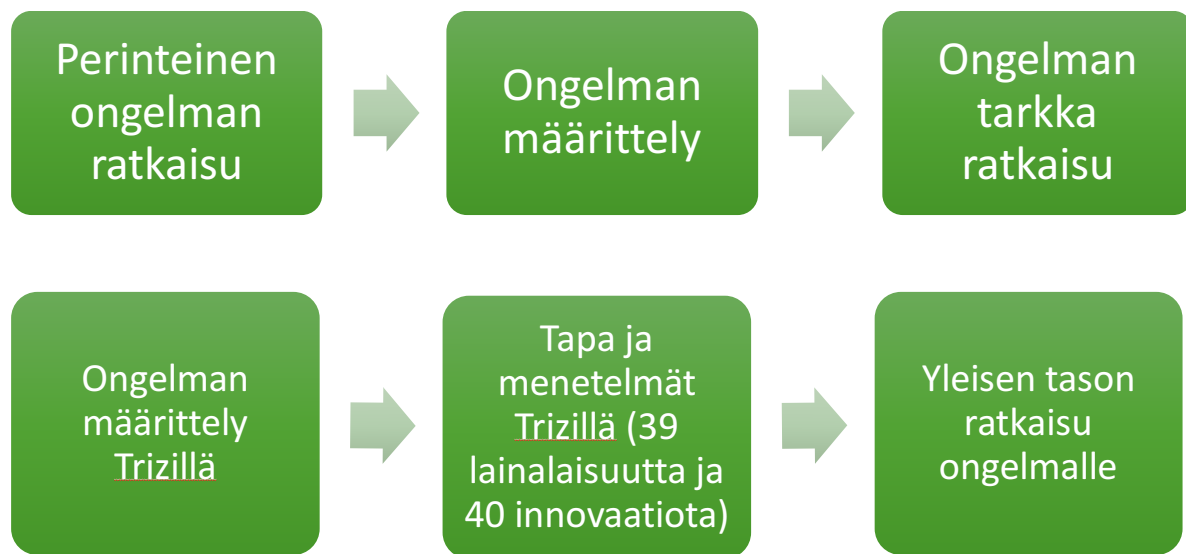 Perinteinen
ongelman
ratkaisu
Ongelman
määrittely
Ongelman
tarkka
ratkaisu
Ongelman
määrittely
Trizillä
Tapa ja
menetelmät
Trizillä (39
lainalaisuutta ja
40 innovaatiota)
Yleisen tason
ratkaisu
ongelmalle